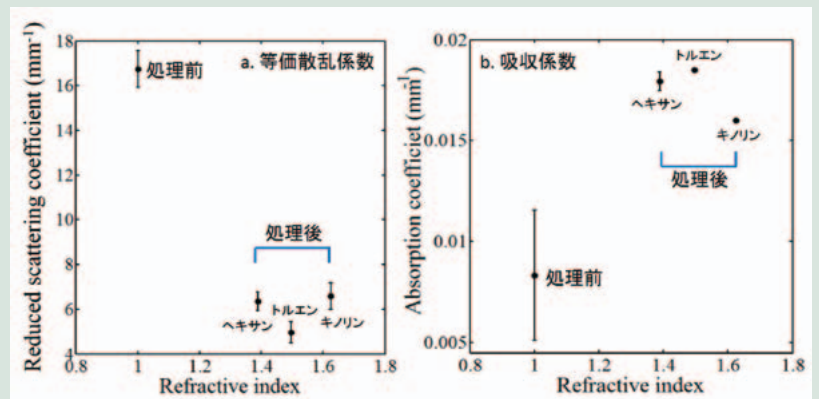 Reduced scattering coefficient (mm⁻¹)
18
16
14
12
10
8
6
4
a. 等価散乱係数
処理前
処理後
ヘキサン
トルエン
キノリン
0.8
1
1.2
1.4
1.6
1.8
Refractive index
Absorption coefficiet (mm⁻¹)
0.02
0.015
0.01
0.005
b. 吸収係数
トルエン
ヘキサン
キノリン
処理後
処理前
0.8
1
1.2
1.4
1.6
1.8
Refractive index